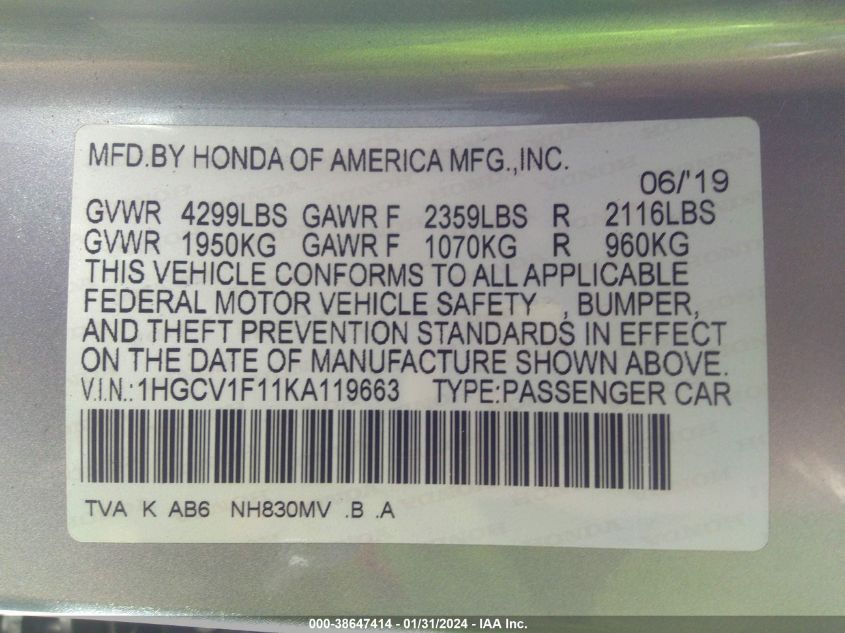 MFD.BY HONDA OF AMERICA MFG.,INC.
06/'19
GVWR 4299LBS GAWR F 2359LBS R 2116LBS
GVWR 1950KG GAWR F 1070KG R 960KG
THIS VEHICLE CONFORMS TO ALL APPLICABLE
FEDERAL MOTOR VEHICLE SAFETY , BUMPER,
AND THEFT PREVENTION STANDARDS IN EFFECT
ON THE DATE OF MANUFACTURE SHOWN ABOVE.
V.I.N.:1HGCV1F11KA119663 TYPE:PASSENGER CAR
TVA K AB6 NH830MV .B .A
000-38647414 - 01/31/2024 - IAA Inc.